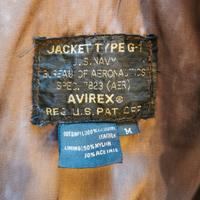 JACKET TYPE G-1
U.S. NAVY
BUREAU OF AERONAUTICS
SPEC. 7823 (AER)
AVIREX®
REG. U.S. PAT. OFF.
M
LEATHER
LINING:50% NYLON